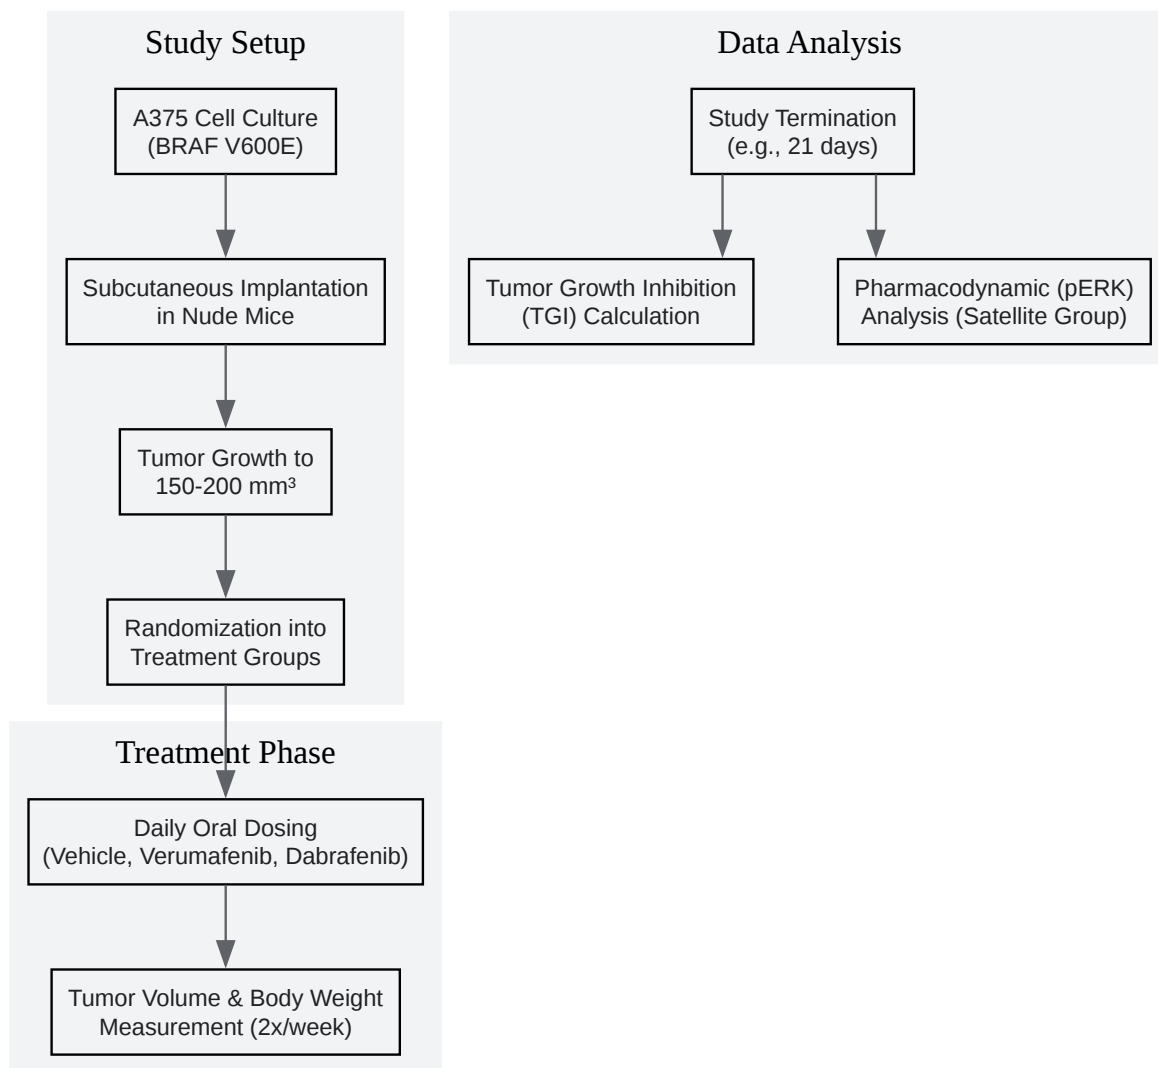 Study Setup
A375 Cell Culture
(BRAF V600E)
Subcutaneous Implantation
in Nude Mice
Tumor Growth to
150-200 mm³
Randomization into
Treatment Groups
Treatment Phase
Daily Oral Dosing
(Vehicle, Verumafenib, Dabrafenib)
Tumor Volume & Body Weight
Measurement (2x/week)
Data Analysis
Study Termination
(e.g., 21 days)
Tumor Growth Inhibition
(TGI) Calculation
Pharmacodynamic (pERK)
Analysis (Satellite Group)